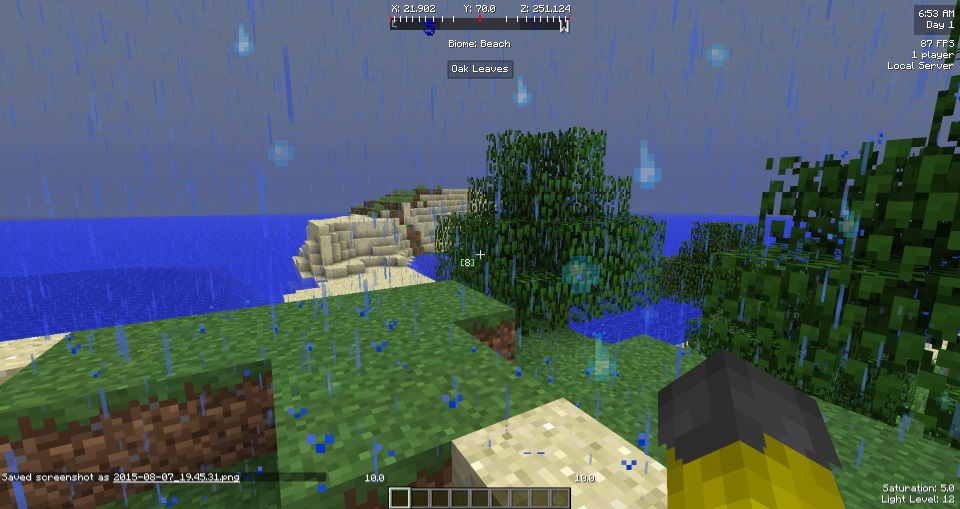 X: 21.902 Y: 70.0 Z: 251.124
S W
Biome: Beach
Oak Leaves
6:53 AM
Day 1
87 FPS
1 player
Local Server
[8]
Saved screenshot as 2015-08-07_19.45.31.png
10.0 10.0
Saturation: 5.0
Light Level: 12